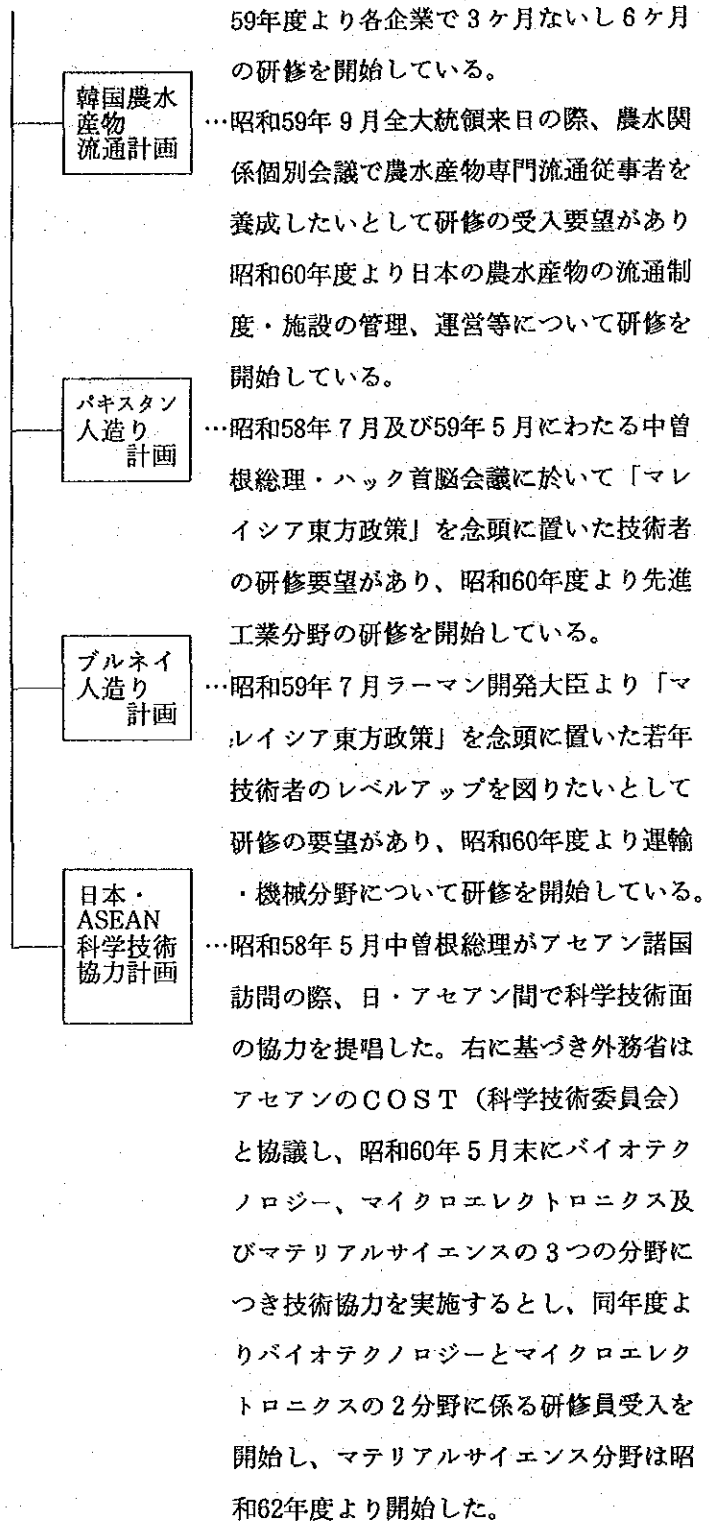 59年度より各企業で3ケ月ないし6ケ月
の研修を開始している。
韓国農水
産物
流通計画
…昭和59年9月全大統領来日の際、農水関
係個別会議で農水産物専門流通従事者を
養成したいとして研修の受入要望があり
昭和60年度より日本の農水産物の流通制
度・施設の管理、運営等について研修を
開始している。
パキスタン
人造り
計画
…昭和58年7月及び59年5月にわたる中曽
根総理・ハック首脳会議に於いて「マレ
イシア東方政策」を念頭に置いた技術者
の研修要望があり、昭和60年度より先進
工業分野の研修を開始している。
ブルネイ
人造り
計画
…昭和59年7月ラーマン開発大臣より「マ
レイシア東方政策」を念頭に置いた若年
技術者のレベルアップを図りたいとして
研修の要望があり、昭和60年度より運輸
・機械分野について研修を開始している。
日本・
ASEAN
科学技術
協力計画
…昭和58年5月中曽根総理がアセアン諸国
訪問の際、日・アセアン間で科学技術面
の協力を提唱した。右に基づき外務省は
アセアンのCOST（科学技術委員会）
と協議し、昭和60年5月末にバイオテク
ノロジー、マイクロエレクトロニクス及
びマテリアルサイエンスの3つの分野に
つき技術協力を実施するとし、同年度よ
りバイオテクノロジーとマイクロエレク
トロニクスの2分野に係る研修員受入を
開始し、マテリアルサイエンス分野は昭
和62年度より開始した。